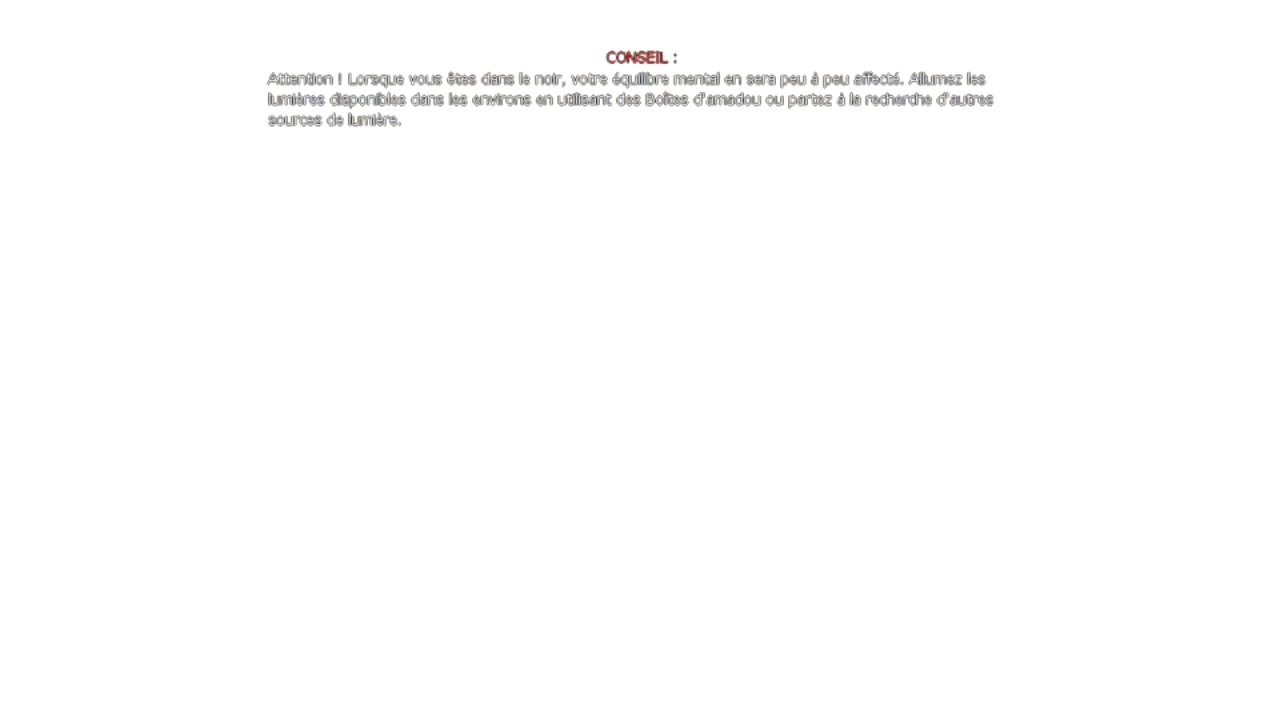 CONSEIL :
Attention ! Lorsque vous êtes dans le noir, votre équilibre mental en sera peu à peu affecté. Allumez les
lumières disponibles dans les environs en utilisant des Boîtes d'amadou ou partez à la recherche d'autres
sources de lumière.